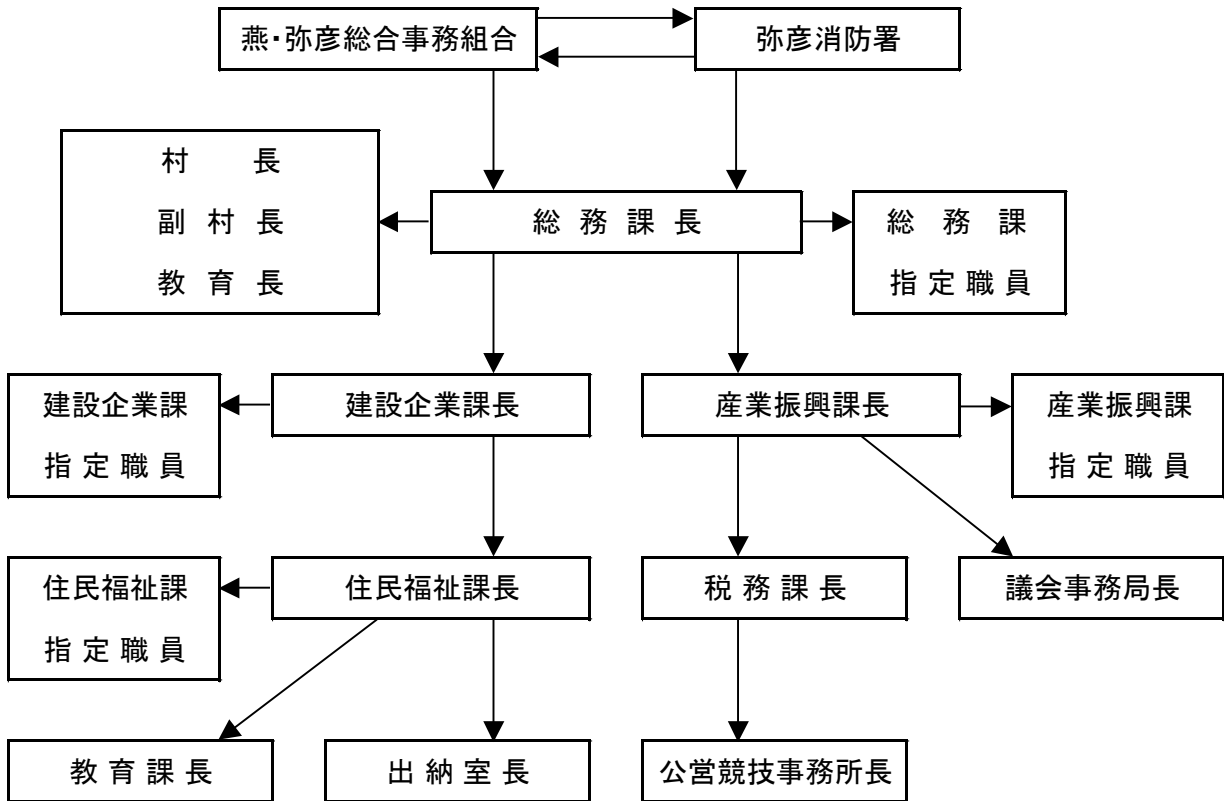 燕・弥彦総合事務組合
弥彦消防署
村 長
副 村 長
教 育 長
総 務 課 長
総 務 課
指 定 職 員
建設企業課
指 定 職 員
建設企業課長
産業振興課長
産業振興課
指 定 職 員
住民福祉課
指 定 職 員
住民福祉課長
税 務 課 長
議会事務局長
教 育 課 長
出 納 室 長
公営競技事務所長